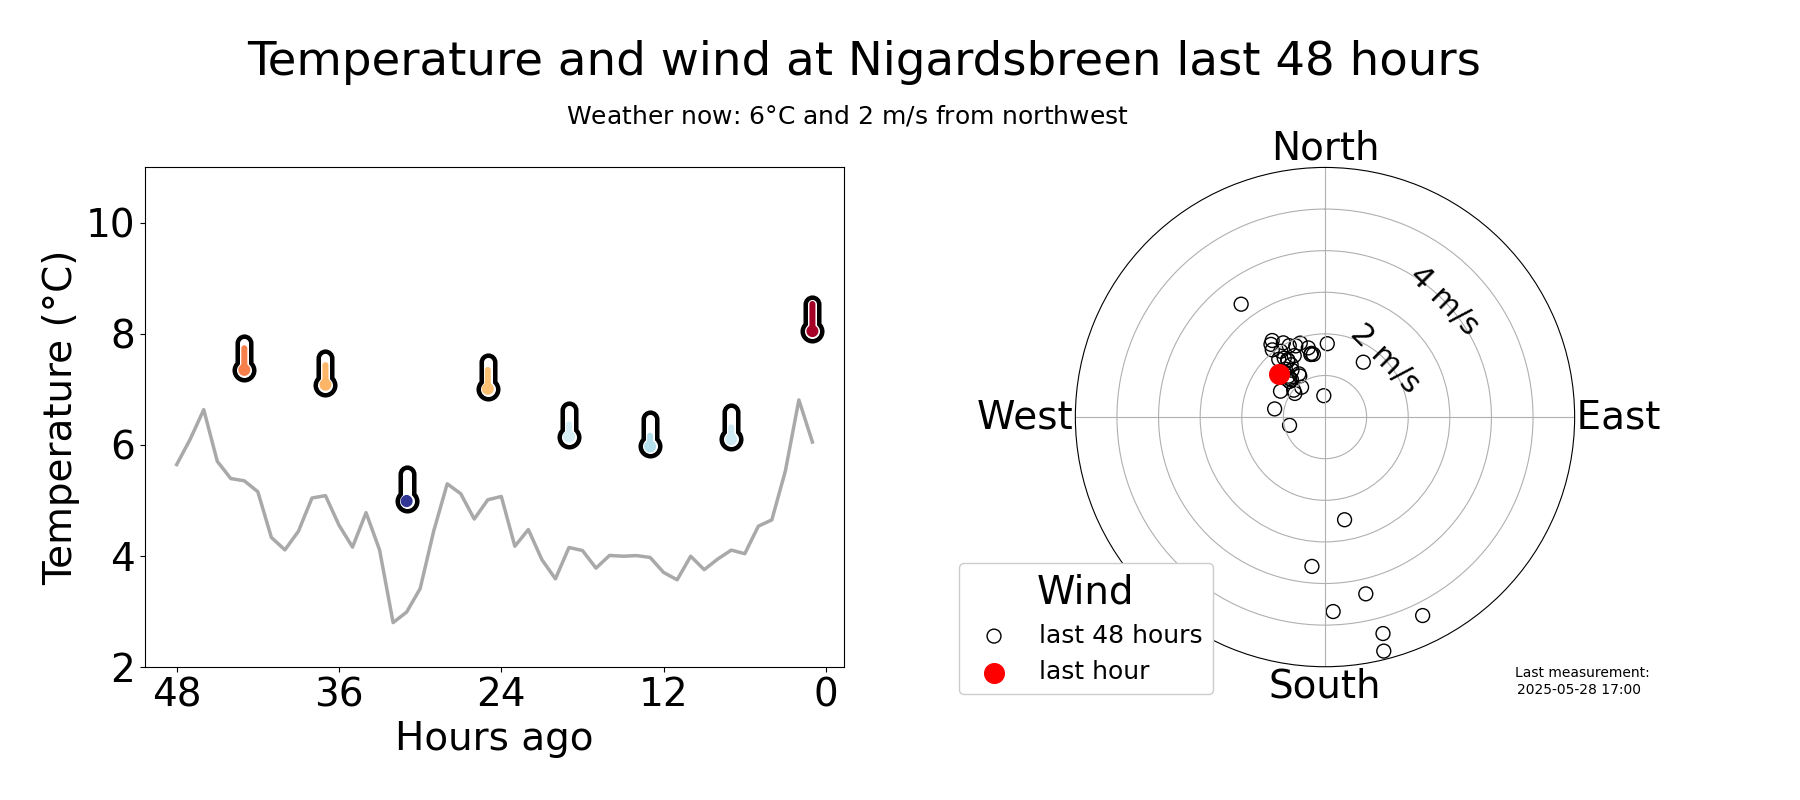 Temperature and wind at Nigardsbreen last 48 hours
Weather now: 6°C and 2 m/s from northwest
Temperature (°C)
10
8
6
4
2
48 36 24 12 0
Hours ago
North
West
East
South
4 m/s
2 m/s
Wind
last 48 hours
last hour
Last measurement:
2025-05-28 17:00